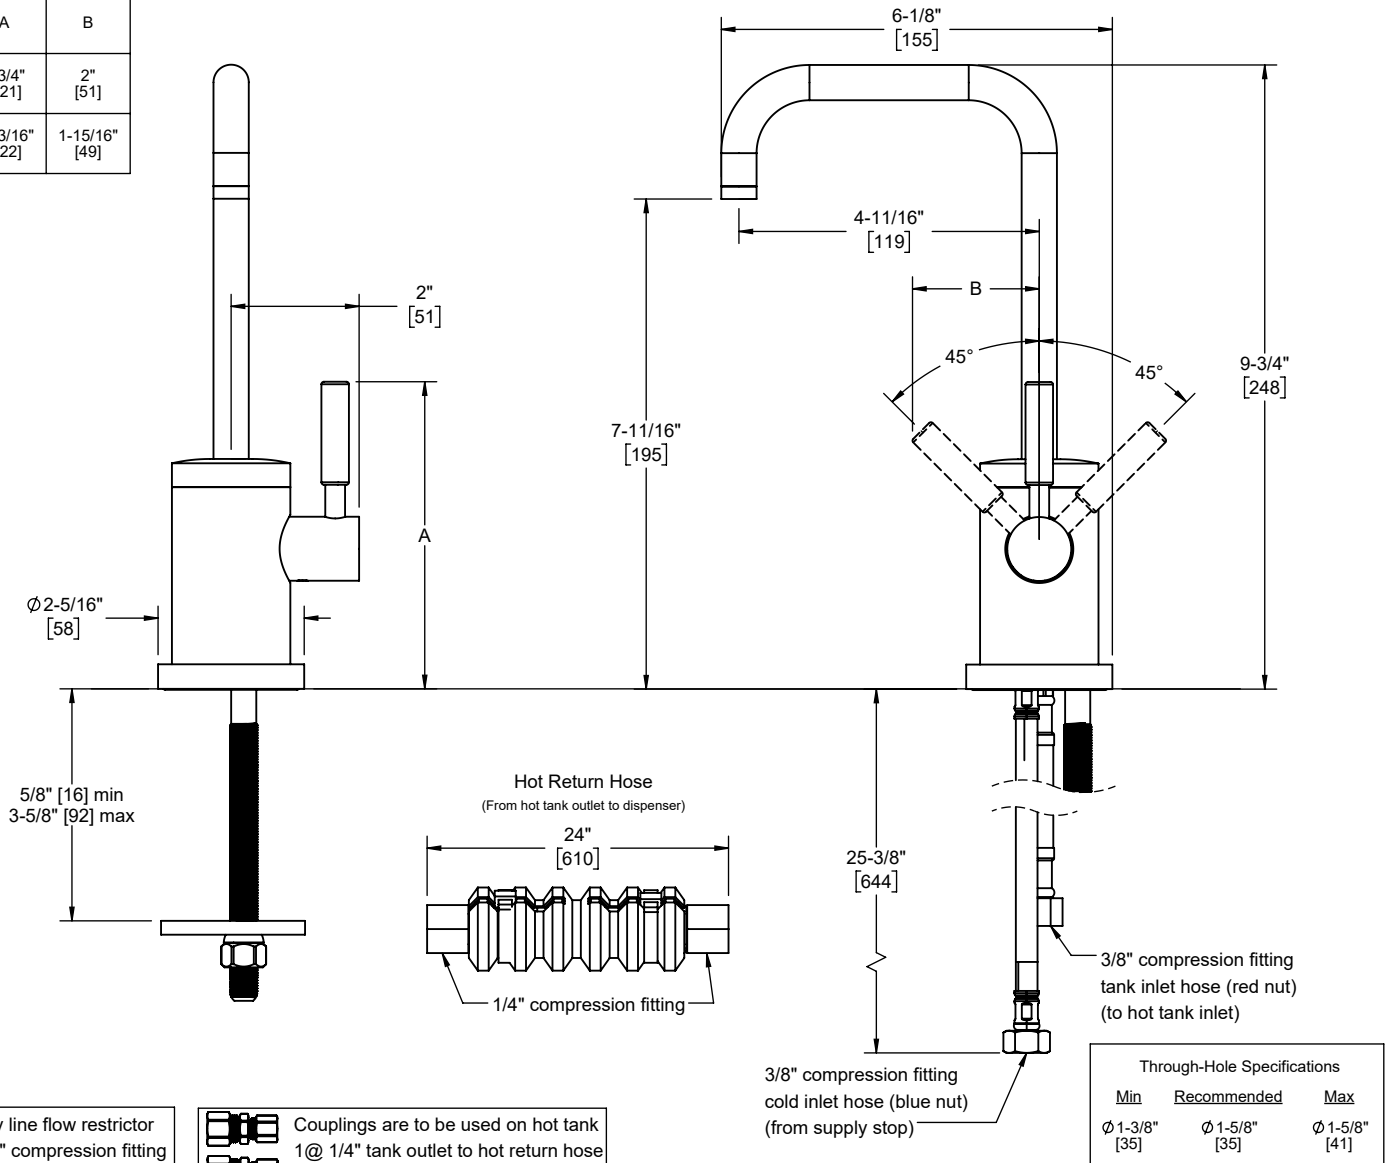 A B
3/4" 2"
21] [51]
3/16" 1-15/16"
22] [49]
6-1/8"
[155]
4-11/16"
[119]
B
2"
[51]
45° 45°
9-3/4"
[248]
7-11/16"
[195]
A
Ø2-5/16"
[58]
5/8" [16] min
3-5/8" [92] max
Hot Return Hose
(From hot tank outlet to dispenser)
24"
[610]
1/4" compression fitting
25-3/8"
[644]
3/8" compression fitting
tank inlet hose (red nut)
(to hot tank inlet)
3/8" compression fitting
cold inlet hose (blue nut)
(from supply stop)
Through-Hole Specifications
Min Recommended Max
Ø1-3/8" Ø1-5/8" Ø1-5/8"
[35] [35] [41]
line flow restrictor
" compression fitting
Couplings are to be used on hot tank
1@ 1/4" tank outlet to hot return hose